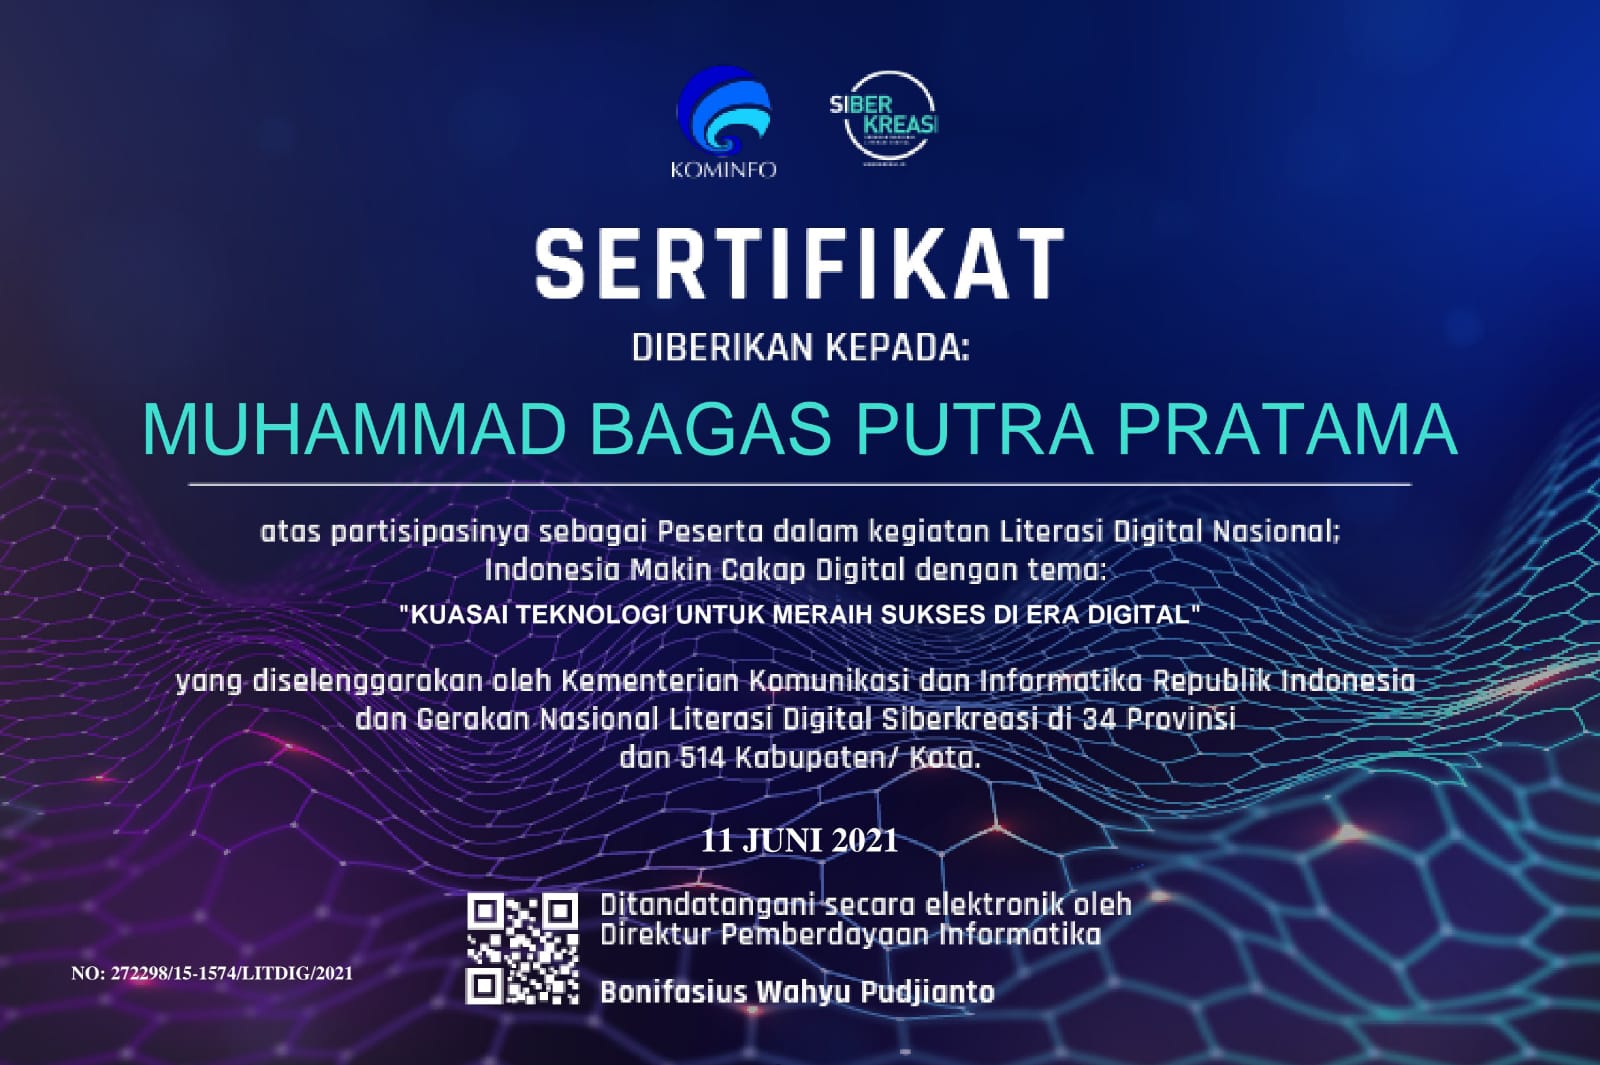 KOMINFO
SIBER
KREASI
SERTIFIKAT
DIBERIKAN KEPADA:
MUHAMMAD BAGAS PUTRA PRATAMA
atas partisipasinya sebagai Peserta dalam kegiatan Literasi Digital Nasional;
Indonesia Makin Cakap Digital dengan tema:
"KUASAI TEKNOLOGI UNTUK MERAIH SUKSES DI ERA DIGITAL"
yang diselenggarakan oleh Kementerian Komunikasi dan Informatika Republik Indonesia
dan Gerakan Nasional Literasi Digital Siberkreasi di 34 Provinsi
dan 514 Kabupaten/ Kota.
11 JUNI 2021
Ditandatangani secara elektronik oleh
Direktur Pemberdayaan Informatika
NO: 272298/15-1574/LITDIG/2021
Bonifasius Wahyu Pudjianto